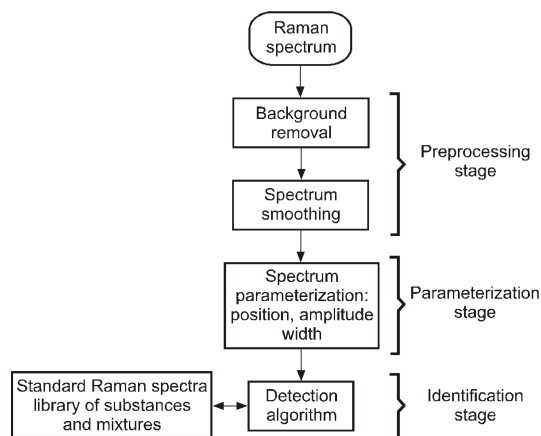 Raman
spectrum
Background
removal
Preprocessing
stage
Spectrum
smoothing
Spectrum
parameterization:
position, amplitude
width
Parameterization
stage
Standard Raman spectra
library of substances
and mixtures
Detection
algorithm
Identification
stage